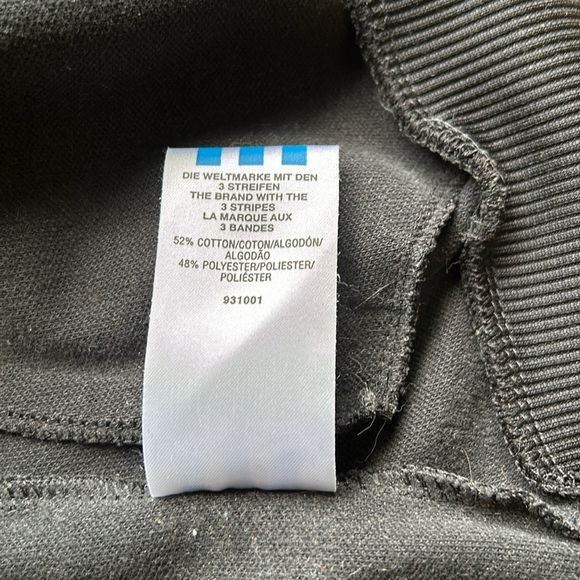 DIE WELTMARKE MIT DEN
3 STREIFEN
THE BRAND WITH THE
3 STRIPES
LA MARQUE AUX
3 BANDES
52% COTTON/COTON/ALGODÓN/
ALGODÃO
48% POLYESTER/POLIESTER/
POLIÉSTER
931001